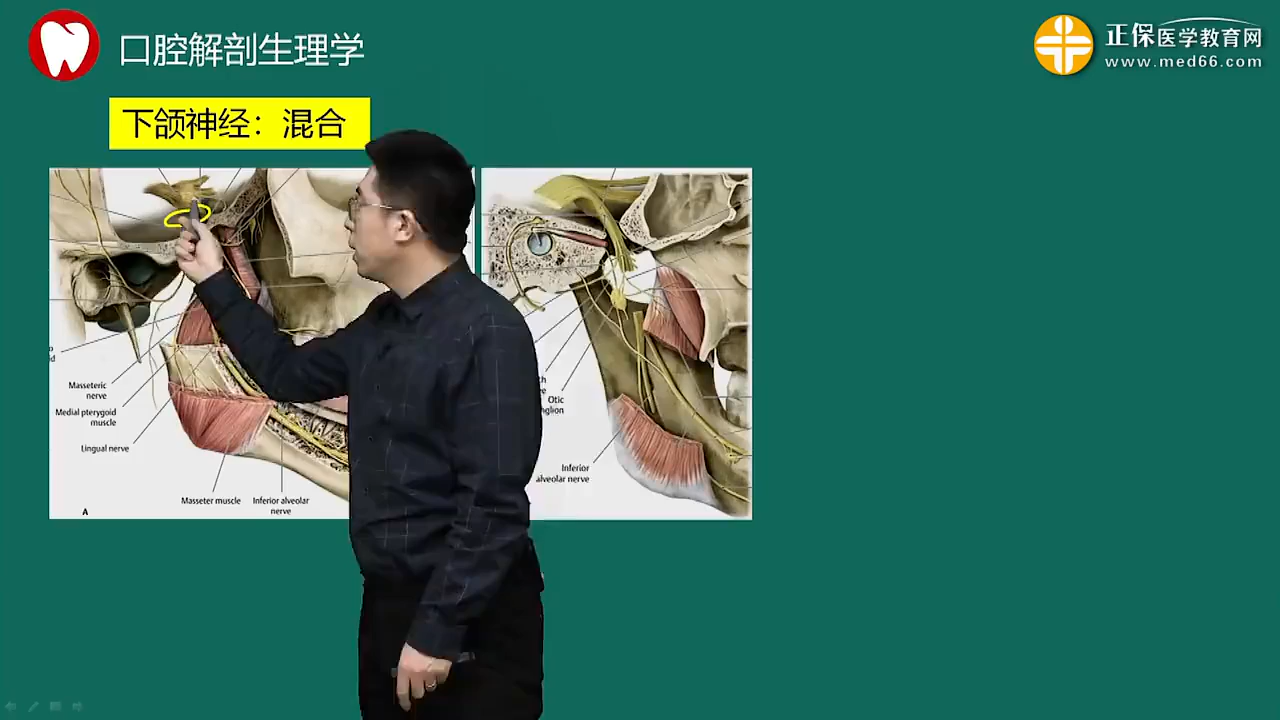 口腔解剖生理学
正保医学教育网
www.med66.com
下颌神经：混合
Masseteric
nerve
Medial pterygoid
muscle
Lingual nerve
Masseter muscle
Inferior alveolar
nerve
A
Otic
Inferior
alveolar nerve